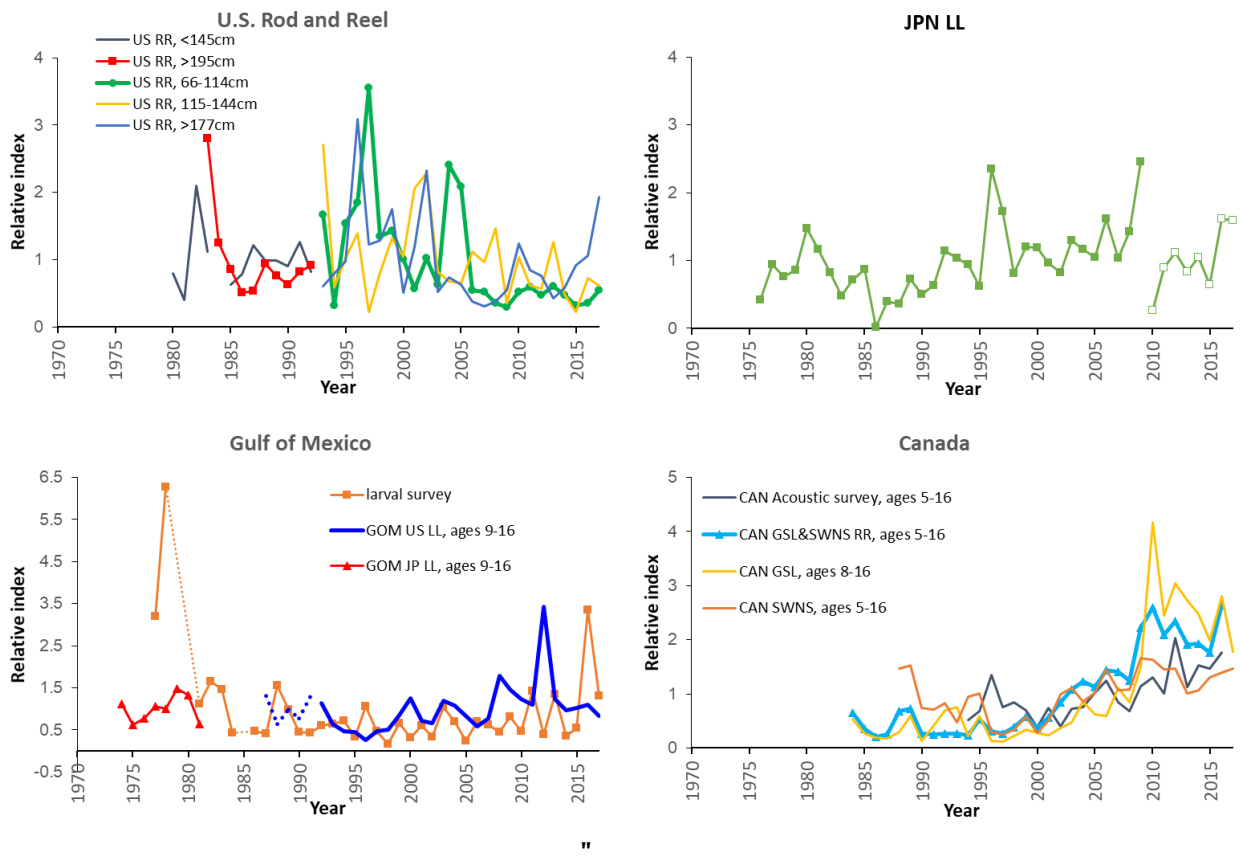 U.S. Rod and Reel
US RR, <145cm
US RR, >195cm
US RR, 66-114cm
US RR, 115-144cm
US RR, >177cm
Relative index
4
3
2
1
0
1970 1975 1980 1985 1990 1995 2000 2005 2010 2015
Year
JPN LL
Relative index
4
3
2
1
0
1970 1975 1980 1985 1990 1995 2000 2005 2010 2015
Year
Gulf of Mexico
larval survey
GOM US LL, ages 9-16
GOM JP LL, ages 9-16
Relative index
6.5
5.5
4.5
3.5
2.5
1.5
0.5
-0.5
1970 1975 1980 1985 1990 1995 2000 2005 2010 2015
Year
Canada
CAN Acoustic survey, ages 5-16
CAN GSL&SWNS RR, ages 5-16
CAN GSL, ages 8-16
CAN SWNS, ages 5-16
Relative index
5
4
3
2
1
0
1970 1975 1980 1985 1990 1995 2000 2005 2010 2015
Year
"